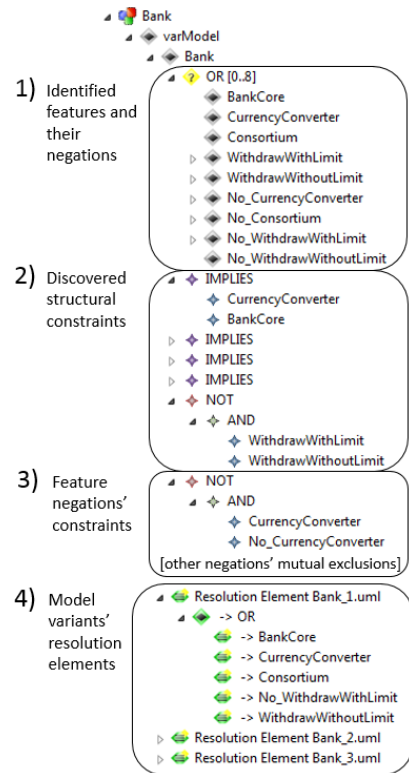 Bank
varModel
Bank
1) Identified features and their negations
OR [0..8]
BankCore
CurrencyConverter
Consortium
WithdrawWithLimit
WithdrawWithoutLimit
No_CurrencyConverter
No_Consortium
No_WithdrawWithLimit
No_WithdrawWithoutLimit
2) Discovered structural constraints
IMPLIES
CurrencyConverter
BankCore
IMPLIES
IMPLIES
IMPLIES
NOT
AND
WithdrawWithLimit
WithdrawWithoutLimit
3) Feature negations' constraints
NOT
AND
CurrencyConverter
No_CurrencyConverter
[other negations' mutual exclusions]
4) Model variants' resolution elements
Resolution Element Bank_1.uml
-> OR
-> BankCore
-> CurrencyConverter
-> Consortium
-> No_WithdrawWithLimit
-> WithdrawWithoutLimit
Resolution Element Bank_2.uml
Resolution Element Bank_3.uml